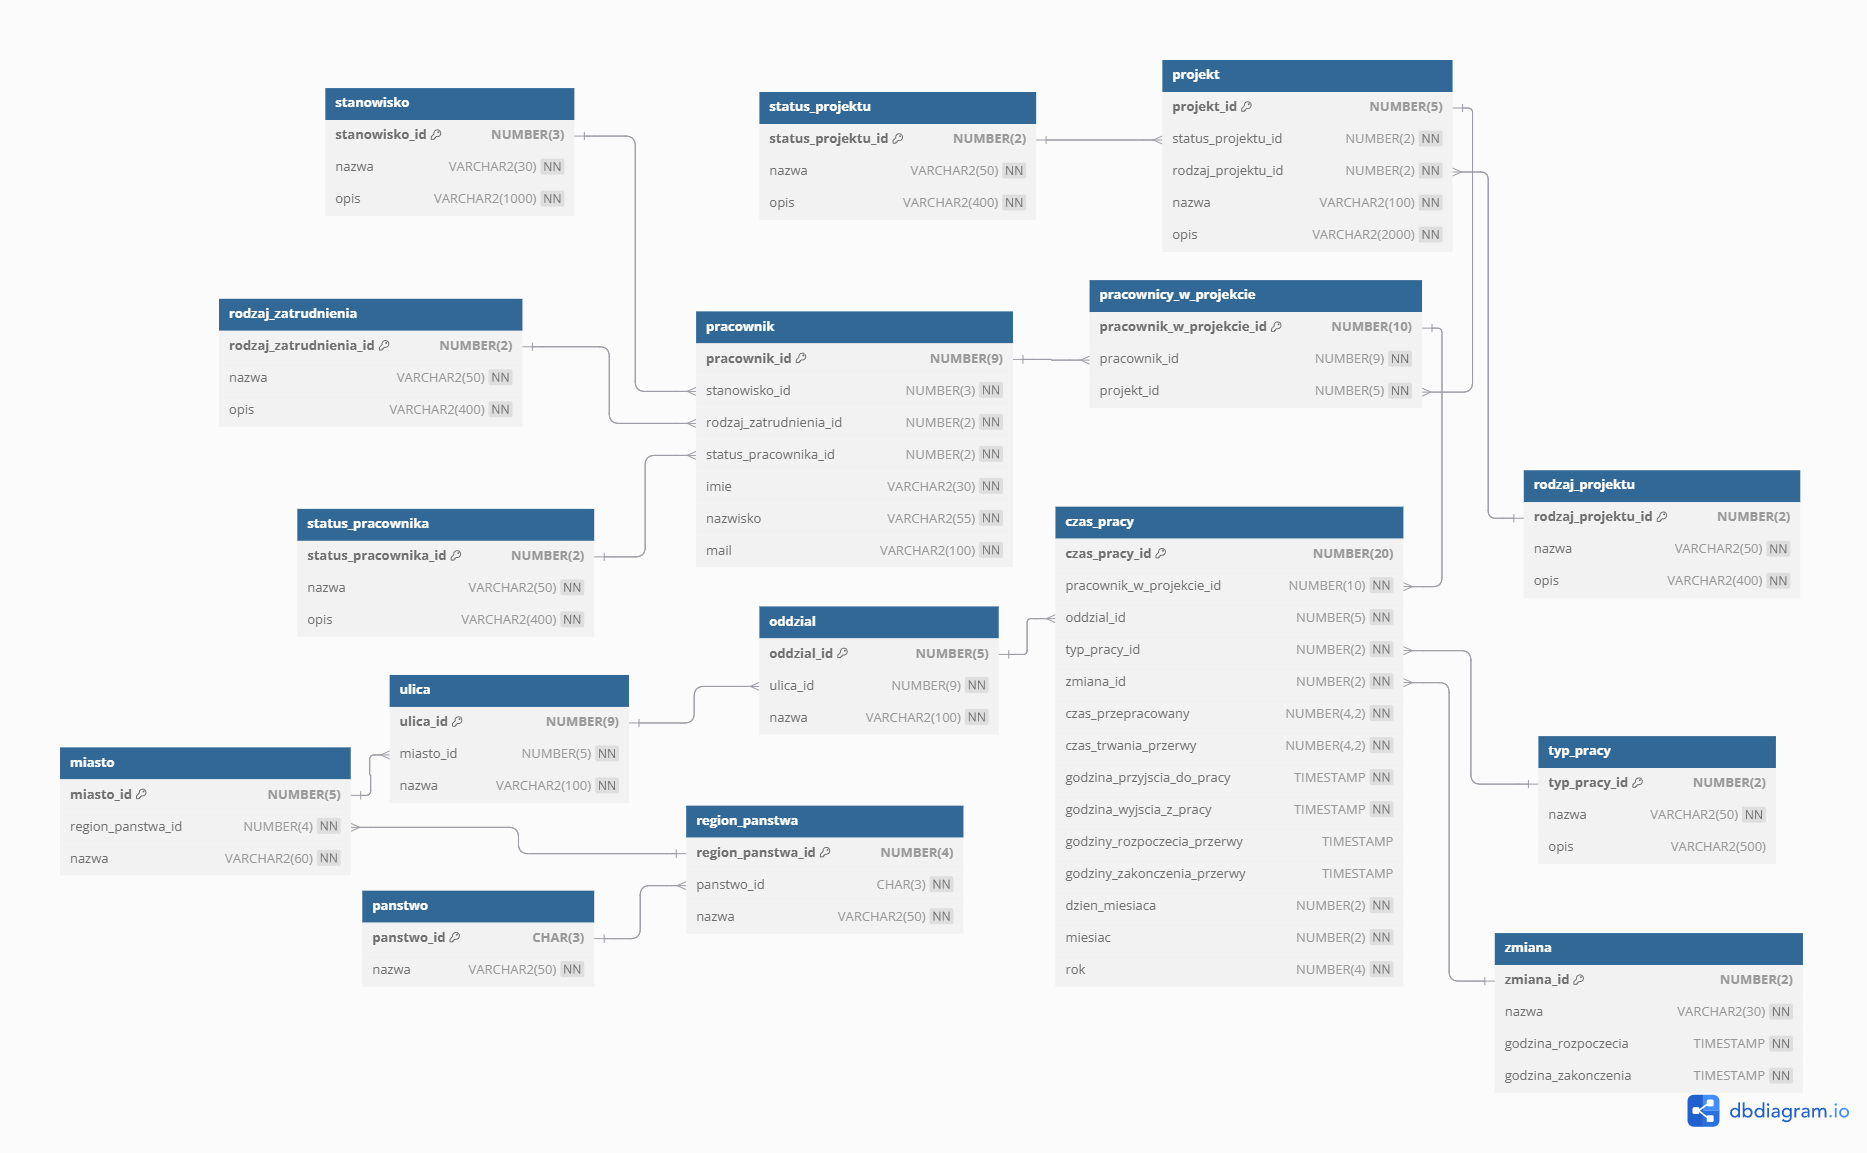 stanowisko
stanowisko_id NUMBER(3)
nazwa VARCHAR2(30) NN
opis VARCHAR2(1000) NN
status_projektu
status_projektu_id NUMBER(2)
nazwa VARCHAR2(50) NN
opis VARCHAR2(400) NN
projekt
projekt_id NUMBER(5)
status_projektu_id NUMBER(2) NN
rodzaj_projektu_id NUMBER(2) NN
nazwa VARCHAR2(100) NN
opis VARCHAR2(2000) NN
rodzaj_zatrudnienia
rodzaj_zatrudnienia_id NUMBER(2)
nazwa VARCHAR2(50) NN
opis VARCHAR2(400) NN
pracownik
pracownik_id NUMBER(9)
stanowisko_id NUMBER(3) NN
rodzaj_zatrudnienia_id NUMBER(2) NN
status_pracownika_id NUMBER(2) NN
imie VARCHAR2(30) NN
nazwisko VARCHAR2(55) NN
mail VARCHAR2(100) NN
pracownicy_w_projekcie
pracownik_w_projekcie_id NUMBER(10)
pracownik_id NUMBER(9) NN
projekt_id NUMBER(5) NN
rodzaj_projektu
rodzaj_projektu_id NUMBER(2)
nazwa VARCHAR2(50) NN
opis VARCHAR2(400) NN
status_pracownika
status_pracownika_id NUMBER(2)
nazwa VARCHAR2(50) NN
opis VARCHAR2(400) NN
czas_pracy
czas_pracy_id NUMBER(20)
pracownik_w_projekcie_id NUMBER(10) NN
oddzial_id NUMBER(5) NN
typ_pracy_id NUMBER(2) NN
zmiana_id NUMBER(2) NN
czas_przepracowany NUMBER(4,2) NN
czas_trwania_przerwy NUMBER(4,2) NN
godzina_przyjscia_do_pracy TIMESTAMP NN
godzina_wyjscia_z_pracy TIMESTAMP NN
godziny_rozpoczecia_przerwy TIMESTAMP
godziny_zakonczenia_przerwy TIMESTAMP
dzien_miesiaca NUMBER(2) NN
miesiac NUMBER(2) NN
rok NUMBER(4) NN
oddzial
oddzial_id NUMBER(5)
ulica_id NUMBER(9) NN
nazwa VARCHAR2(100) NN
ulica
ulica_id NUMBER(9)
miasto_id NUMBER(5) NN
nazwa VARCHAR2(100) NN
miasto
miasto_id NUMBER(5)
region_panstwa_id NUMBER(4) NN
nazwa VARCHAR2(60) NN
region_panstwa
region_panstwa_id NUMBER(4)
panstwo_id CHAR(3) NN
nazwa VARCHAR2(50) NN
panstwo
panstwo_id CHAR(3)
nazwa VARCHAR2(50) NN
typ_pracy
typ_pracy_id NUMBER(2)
nazwa VARCHAR2(50) NN
opis VARCHAR2(500)
zmiana
zmiana_id NUMBER(2)
nazwa VARCHAR2(30) NN
godzina_rozpoczecia TIMESTAMP NN
godzina_zakonczenia TIMESTAMP NN
dbdiagram.io